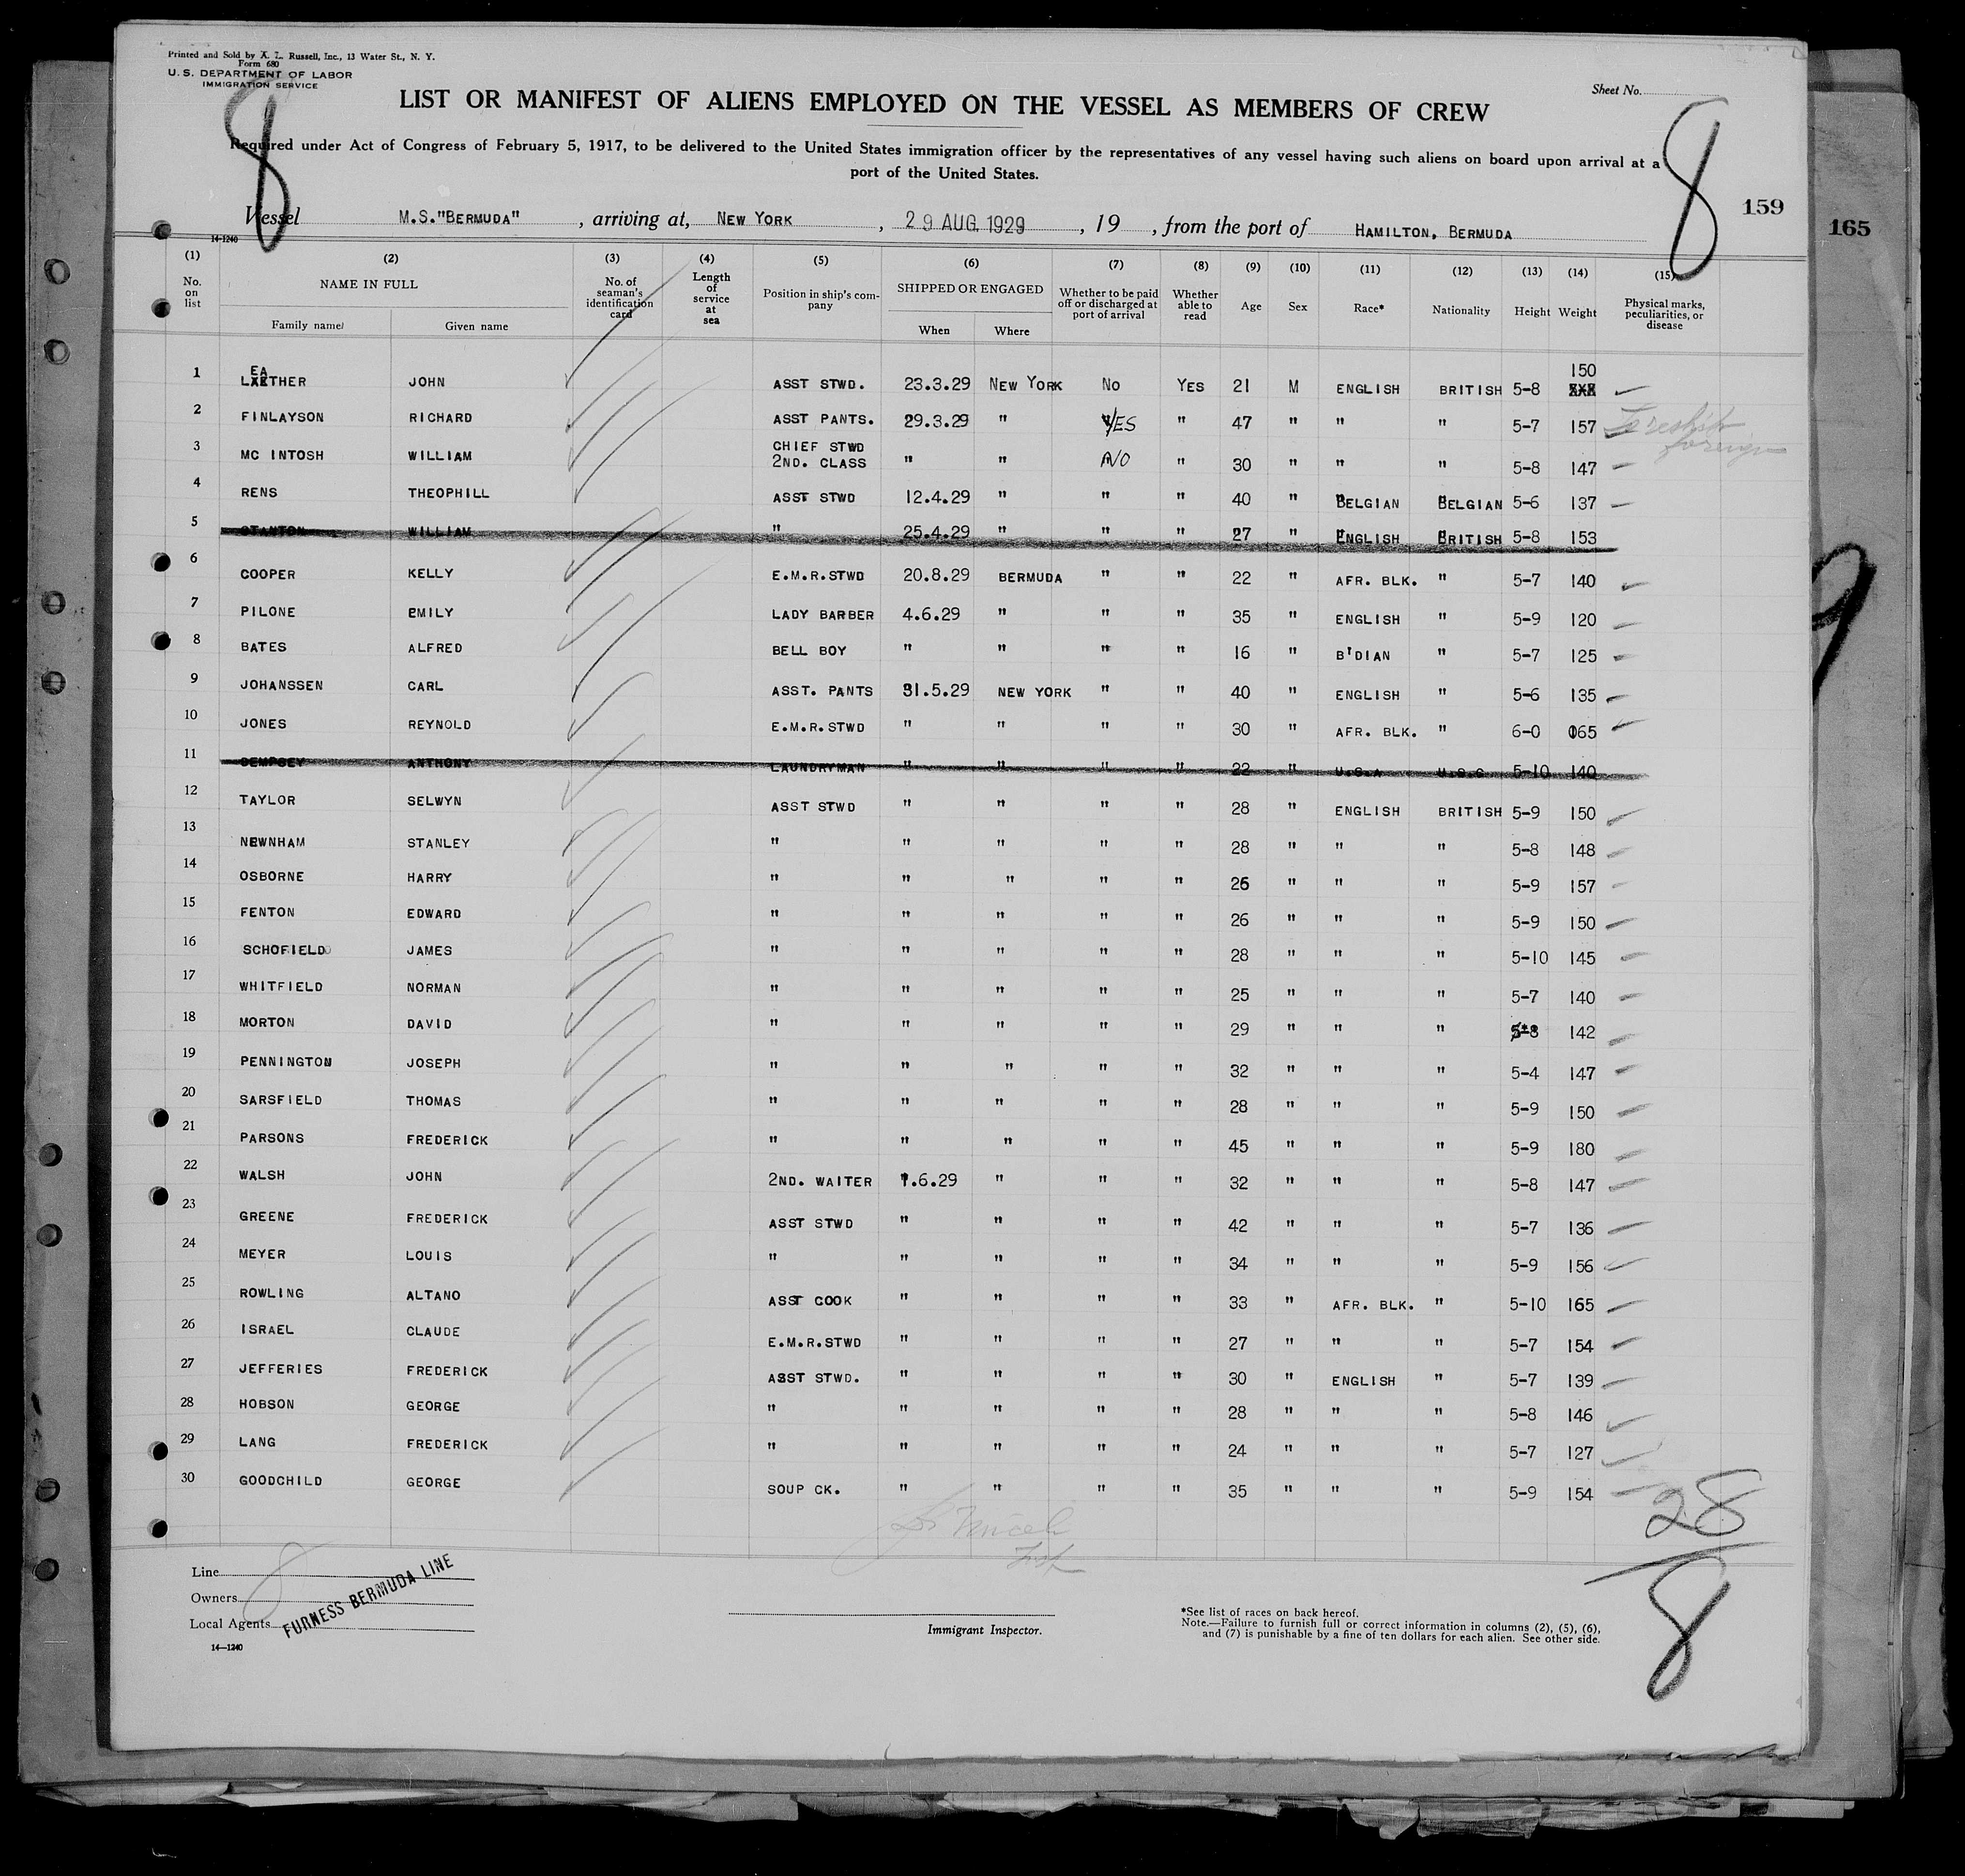 Printed and Sold by A. L. Russell, Inc., 13 Water St., N. Y.
Form 680
U. S. DEPARTMENT OF LABOR
IMMIGRATION SERVICE
Sheet No.
8
8
LIST OR MANIFEST OF ALIENS EMPLOYED ON THE VESSEL AS MEMBERS OF CREW
Required under Act of Congress of February 5, 1917, to be delivered to the United States immigration officer by the representatives of any vessel having such aliens on board upon arrival at a
port of the United States.
159
165
Vessel M.S."BERMUDA", arriving at, NEW YORK, 29 AUG. 1929, 19 , from the port of HAMILTON, BERMUDA
14-1240
(1) (2) (3) (4) (5) (6) (7) (8) (9) (10) (11) (12) (13) (14) (15)
No. on list NAME IN FULL No. of seaman's identification card Length of service at sea Position in ship's company SHIPPED OR ENGAGED Whether to be paid off or discharged at port of arrival Whether able to read Age Sex Race* Nationality Height Weight Physical marks, peculiarities, or disease
Family name Given name When Where
1 LEATHER JOHN ASST STWD. 23.3.29 NEW YORK NO YES 21 M ENGLISH BRITISH 5-8 150
2 FINLAYSON RICHARD ASST PANTS. 29.3.29 " YES " 47 " " " 5-7 157 foreign
3 MC INTOSH WILLIAM CHIEF STWD 2ND. CLASS " " NO " 30 " " " 5-8 147
4 RENS THEOPHILL ASST STWD 12.4.29 " " " 40 " BELGIAN BELGIAN 5-6 137
5 STANTON WILLIAM " 25.4.29 " " " 27 " ENGLISH BRITISH 5-8 153
6 COOPER KELLY E.M.R.STWD 20.8.29 BERMUDA " " 22 " AFR. BLK. " 5-7 140
7 PILONE EMILY LADY BARBER 4.6.29 " " " 35 " ENGLISH " 5-9 120
8 BATES ALFRED BELL BOY " " " " 16 " B'DIAN " 5-7 125
9 JOHANSSEN CARL ASST. PANTS 31.5.29 NEW YORK " " 40 " ENGLISH " 5-6 135
10 JONES REYNOLD E.M.R.STWD " " " " 30 " AFR. BLK. " 6-0 165
11 DEMPSEY ANTHONY LAUNDRYMAN " " " " 22 " U.S.A U.S.C 5-10 140
12 TAYLOR SELWYN ASST STWD " " " " 28 " ENGLISH BRITISH 5-9 150
13 NEWNHAM STANLEY " " " " " 28 " " " 5-8 148
14 OSBORNE HARRY " " " " " 26 " " " 5-9 157
15 FENTON EDWARD " " " " " 26 " " " 5-9 150
16 SCHOFIELD JAMES " " " " " 28 " " " 5-10 145
17 WHITFIELD NORMAN " " " " " 25 " " " 5-7 140
18 MORTON DAVID " " " " " 29 " " " 5-8 142
19 PENNINGTON JOSEPH " " " " " 32 " " " 5-4 147
20 SARSFIELD THOMAS " " " " " 28 " " " 5-9 150
21 PARSONS FREDERICK " " " " " 45 " " " 5-9 180
22 WALSH JOHN 2ND. WAITER 1.6.29 " " " 32 " " " 5-8 147
23 GREENE FREDERICK ASST STWD " " " " 42 " " " 5-7 136
24 MEYER LOUIS " " " " " 34 " " " 5-9 156
25 ROWLING ALTANO ASST COOK " " " " 33 " AFR. BLK. " 5-10 165
26 ISRAEL CLAUDE E.M.R.STWD " " " " 27 " " " 5-7 154
27 JEFFERIES FREDERICK ASST STWD. " " " " 30 " ENGLISH " 5-7 139
28 HOBSON GEORGE " " " " " 28 " " " 5-8 146
29 LANG FREDERICK " " " " " 24 " " " 5-7 127
30 GOODCHILD GEORGE SOUP CK. " " " " 35 " " " 5-9 154
28
8
Line
Owners
Local Agents
FURNESS BERMUDA LINE
14—1240
Immigrant Inspector.
*See list of races on back hereof.
Note.—Failure to furnish full or correct information in columns (2), (5), (6),
and (7) is punishable by a fine of ten dollars for each alien. See other side.